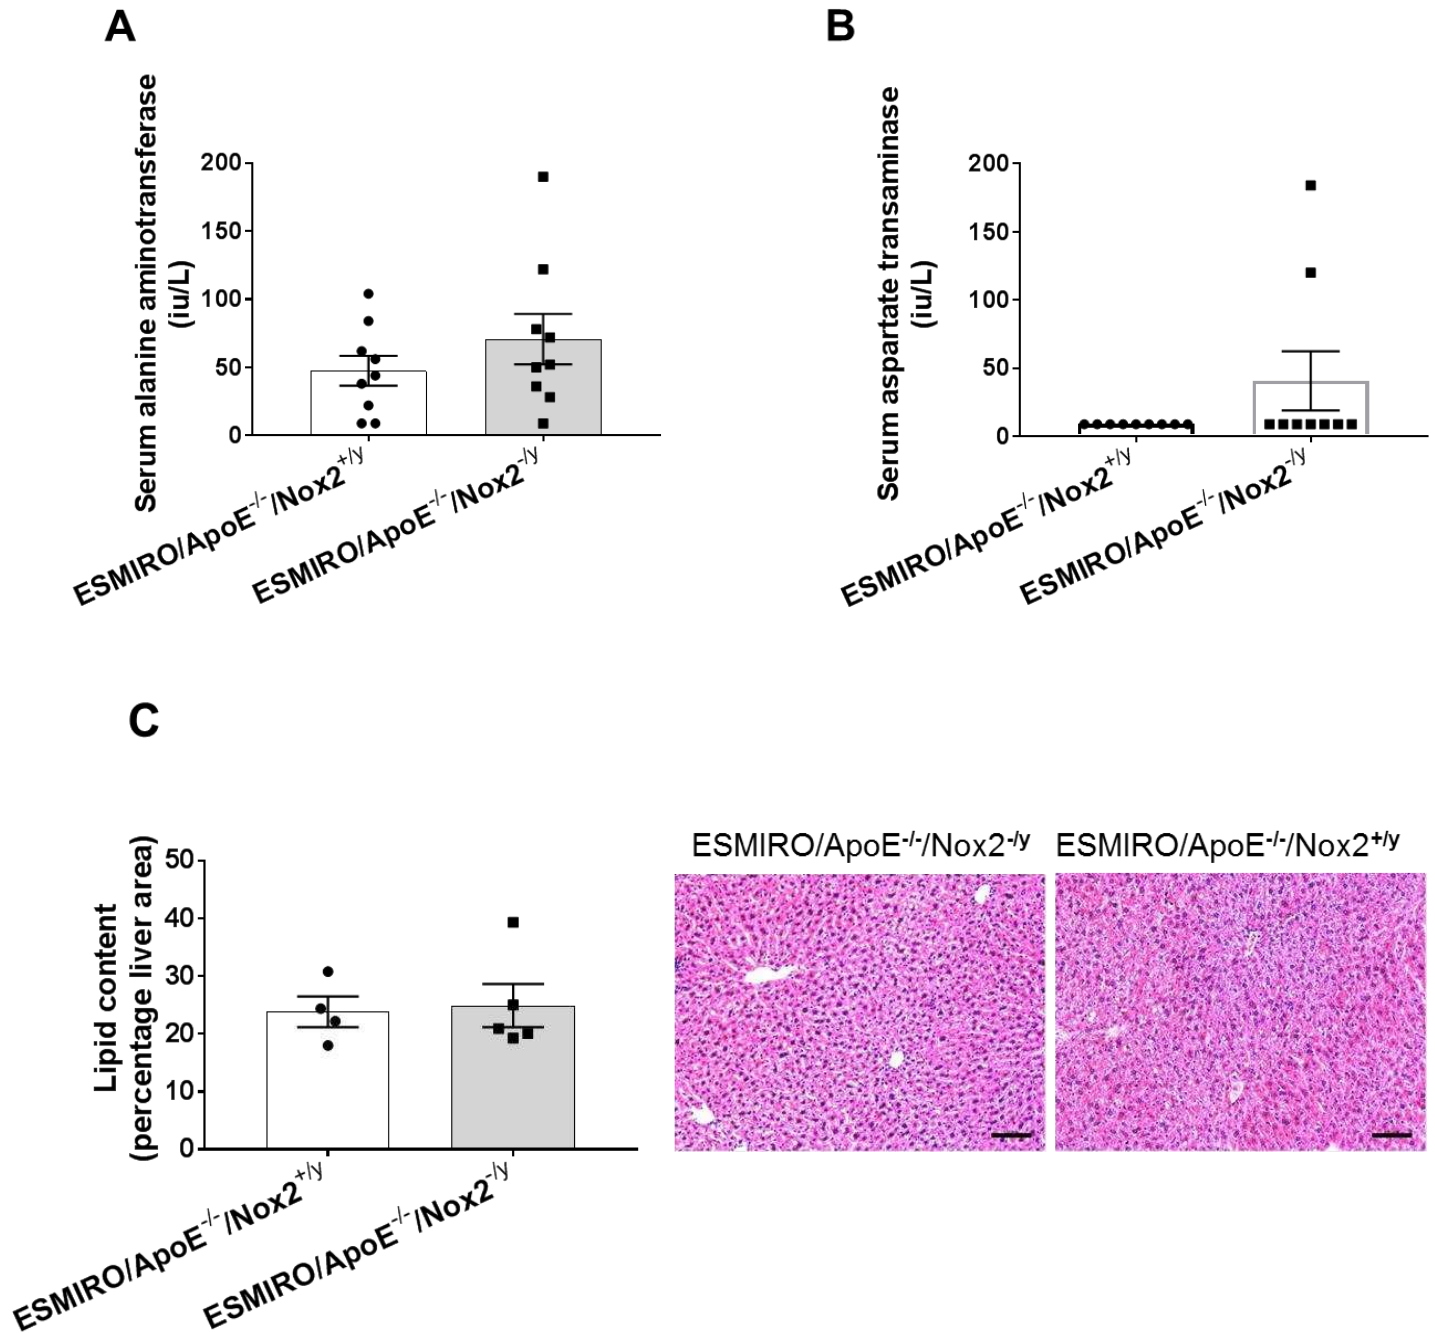 A
Serum alanine aminotransferase
(iu/L)
200
150
100
50
0
ESMIRO/ApoE-/-/Nox2+/y
ESMIRO/ApoE-/-/Nox2-/y
B
Serum aspartate transaminase
(iu/L)
200
150
100
50
0
ESMIRO/ApoE-/-/Nox2+/y
ESMIRO/ApoE-/-/Nox2-/y
C
Lipid content
(percentage liver area)
50
40
30
20
10
0
ESMIRO/ApoE-/-/Nox2+/y
ESMIRO/ApoE-/-/Nox2-/y
ESMIRO/ApoE-/-/Nox2-/y
ESMIRO/ApoE-/-/Nox2+/y